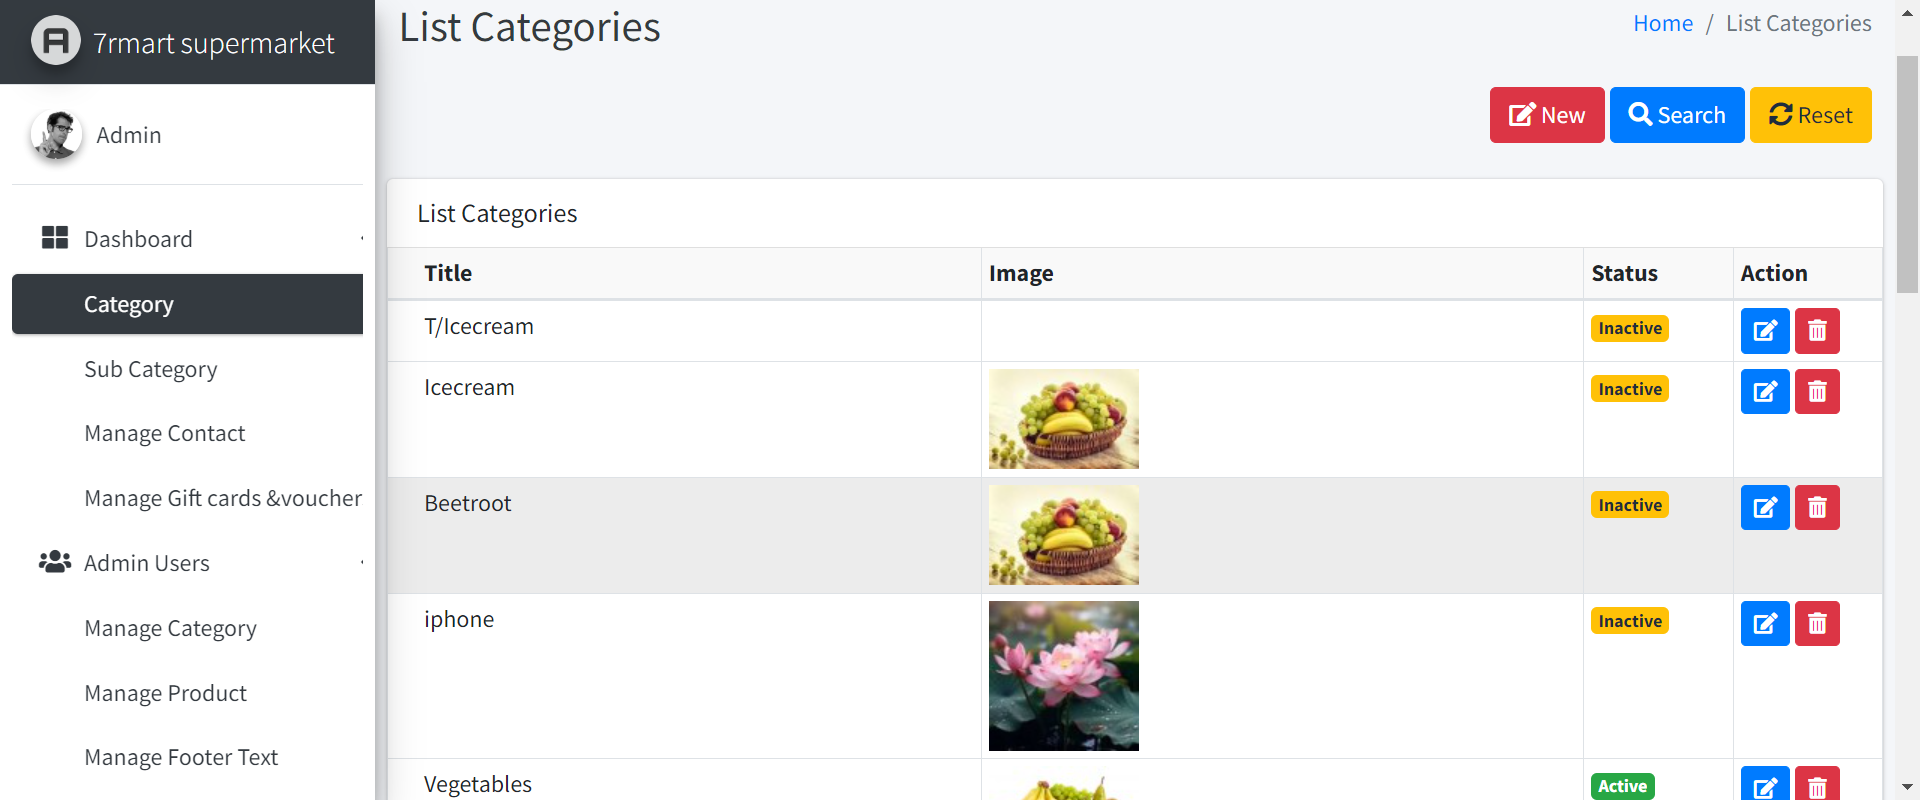 7rmart supermarket
List Categories
Home / List Categories
Admin
New
Search
Reset
List Categories
Dashboard
Category
Sub Category
Manage Contact
Manage Gift cards &voucher
Admin Users
Manage Category
Manage Product
Manage Footer Text
Title Image Status Action
T/Icecream Inactive
Icecream Inactive
Beetroot Inactive
iphone Inactive
Vegetables Active